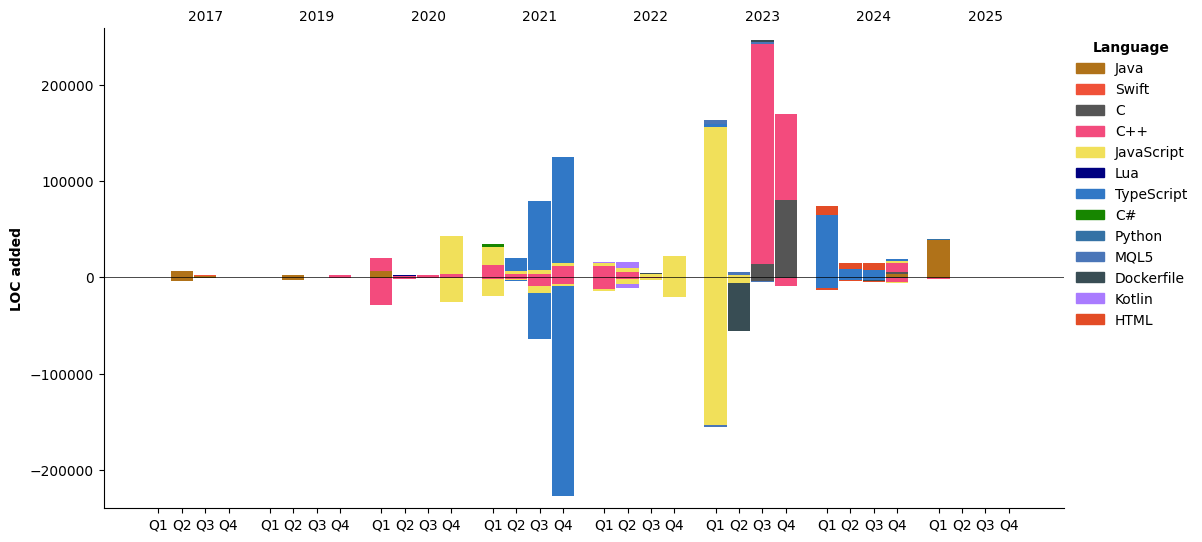 2017 2019 2020 2021 2022 2023 2024 2025
LOC added
200000
100000
0
−100000
−200000
Q1 Q2 Q3 Q4 Q1 Q2 Q3 Q4 Q1 Q2 Q3 Q4 Q1 Q2 Q3 Q4 Q1 Q2 Q3 Q4 Q1 Q2 Q3 Q4 Q1 Q2 Q3 Q4 Q1 Q2 Q3 Q4
Language
Java
Swift
C
C++
JavaScript
Lua
TypeScript
C#
Python
MQL5
Dockerfile
Kotlin
HTML